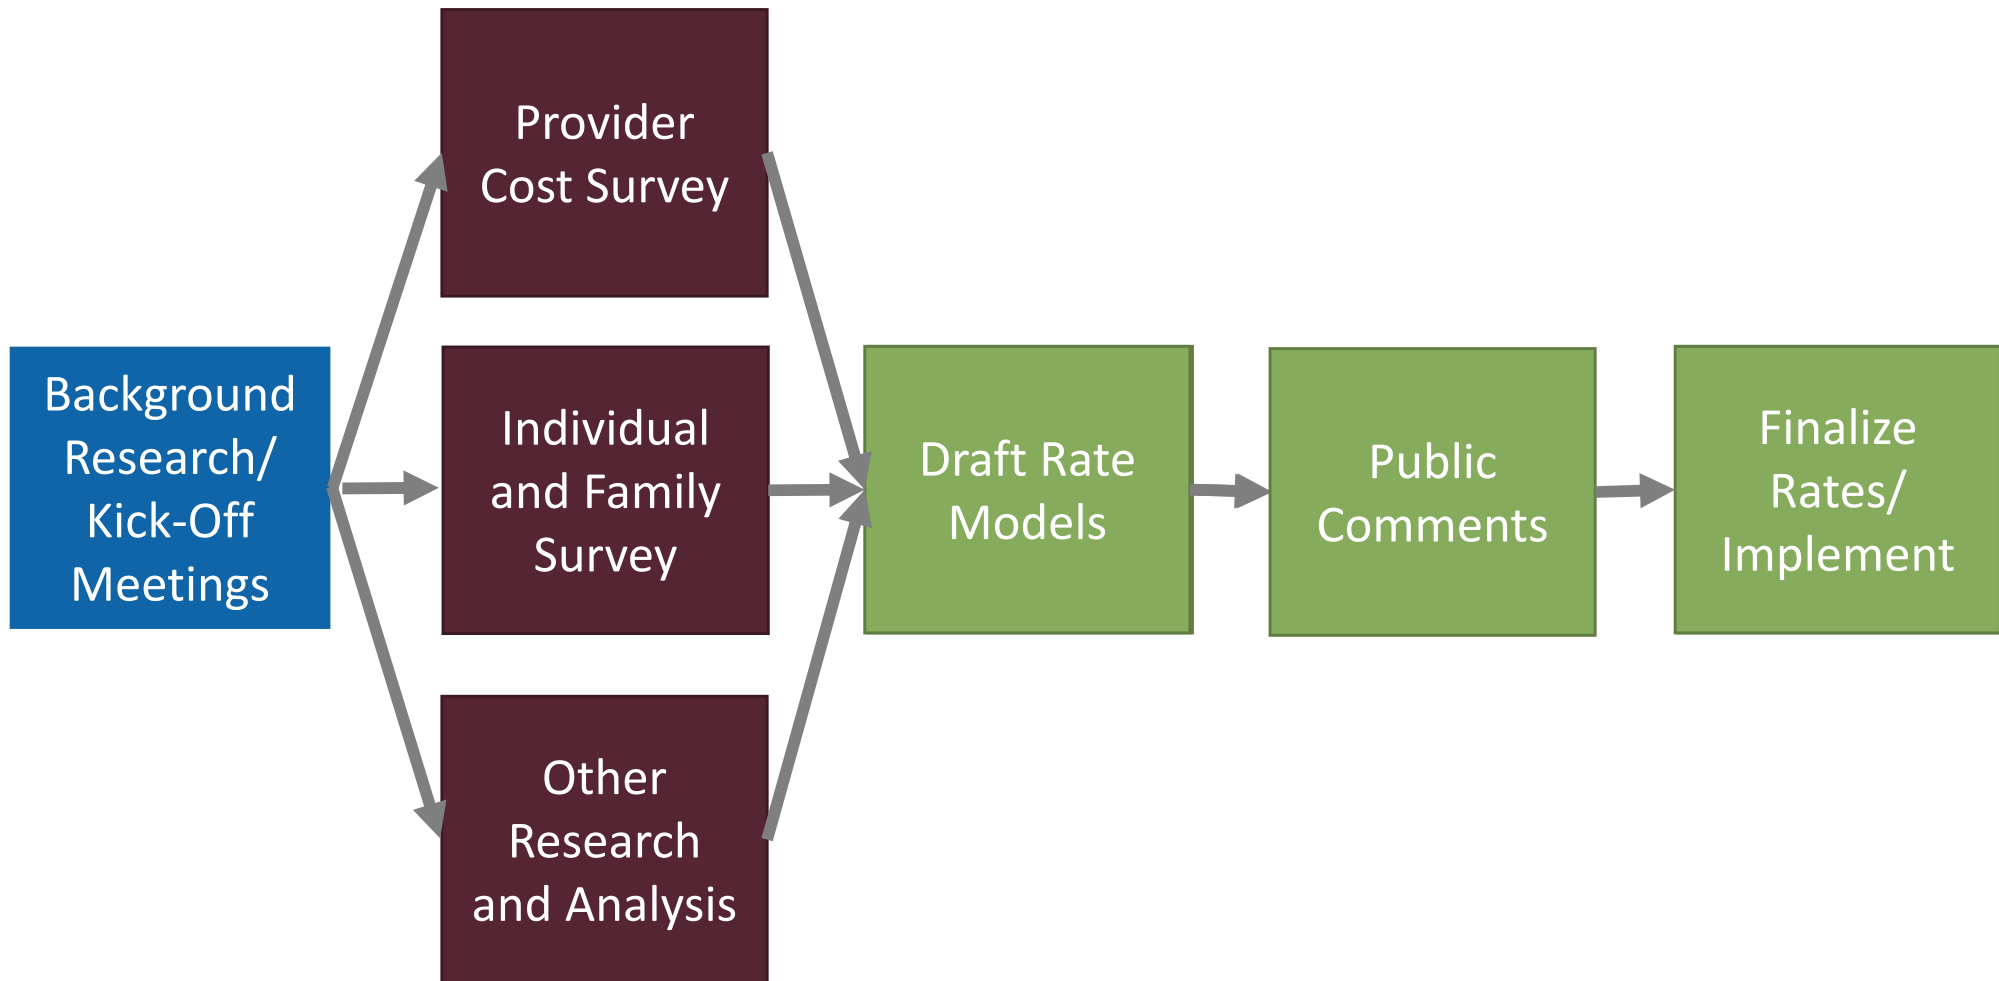 Background
Research/
Kick-Off
Meetings
Provider
Cost Survey
Individual
and Family
Survey
Other
Research
and Analysis
Draft Rate
Models
Public
Comments
Finalize
Rates/
Implement